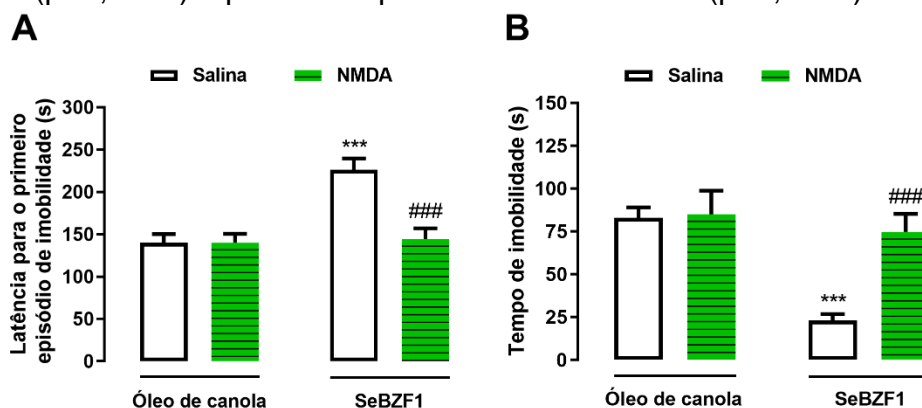 A
Salina NMDA
Latência para o primeiro
episódio de imobilidade (s)
300
250
200
150
100
50
0
***
###
Óleo de canola SeBZF1
B
Salina NMDA
Tempo de imobilidade (s)
150
125
100
75
50
25
0
***
###
Óleo de canola SeBZF1